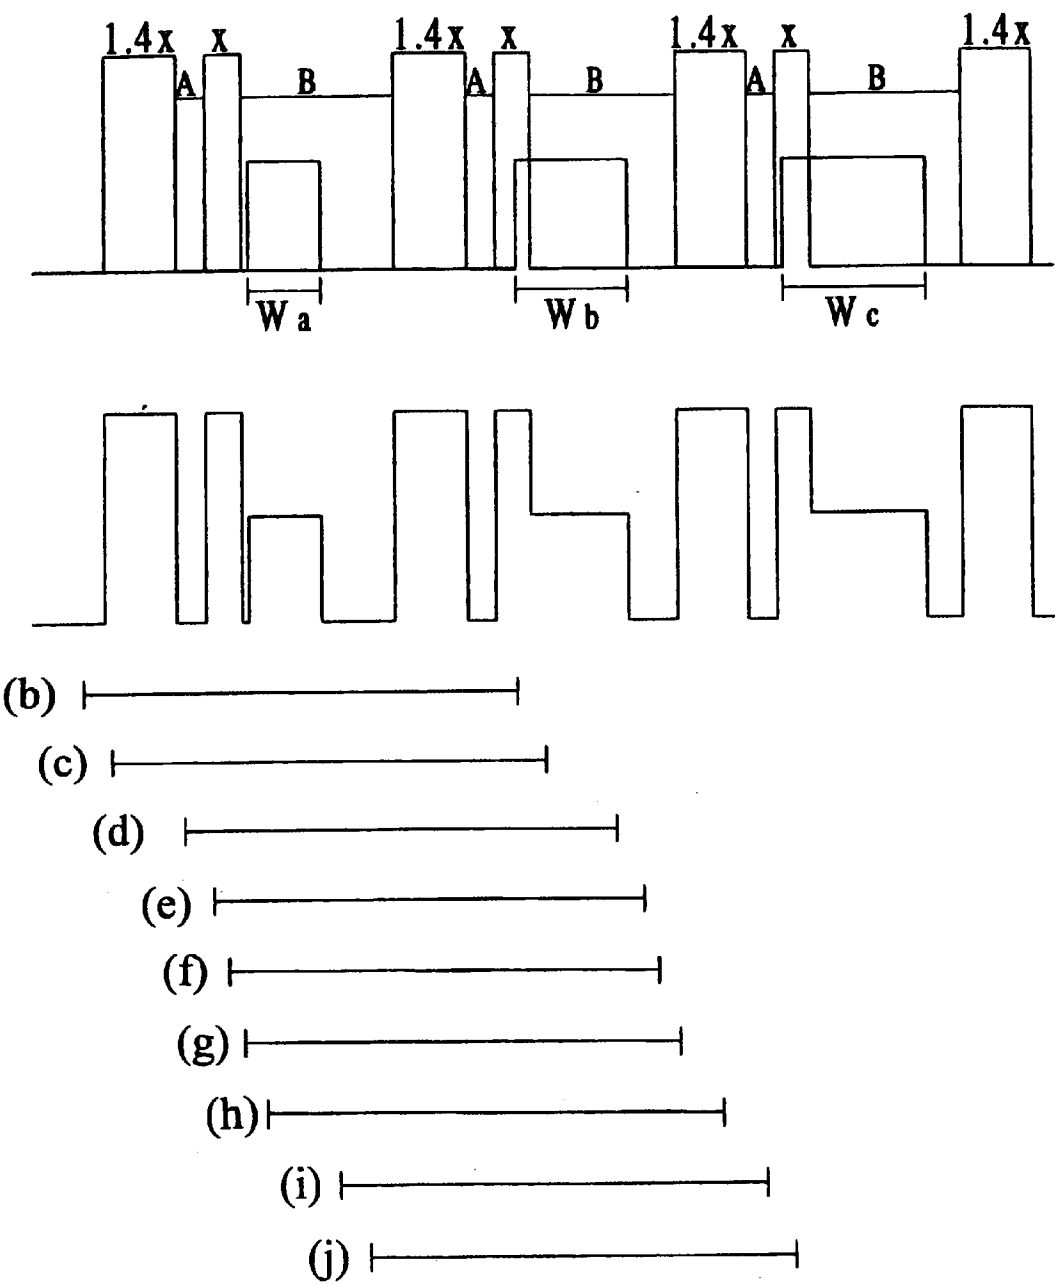 1.4x x 1.4x x 1.4x x 1.4x
A B A B A B
Wa Wb Wc
(b)
(c)
(d)
(e)
(f)
(g)
(h)
(i)
(j)